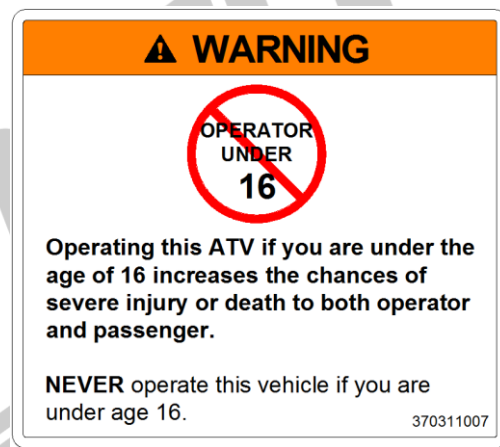 WARNING
OPERATOR
UNDER
16
Operating this ATV if you are under the
age of 16 increases the chances of
severe injury or death to both operator
and passenger.
NEVER operate this vehicle if you are
under age 16.
370311007